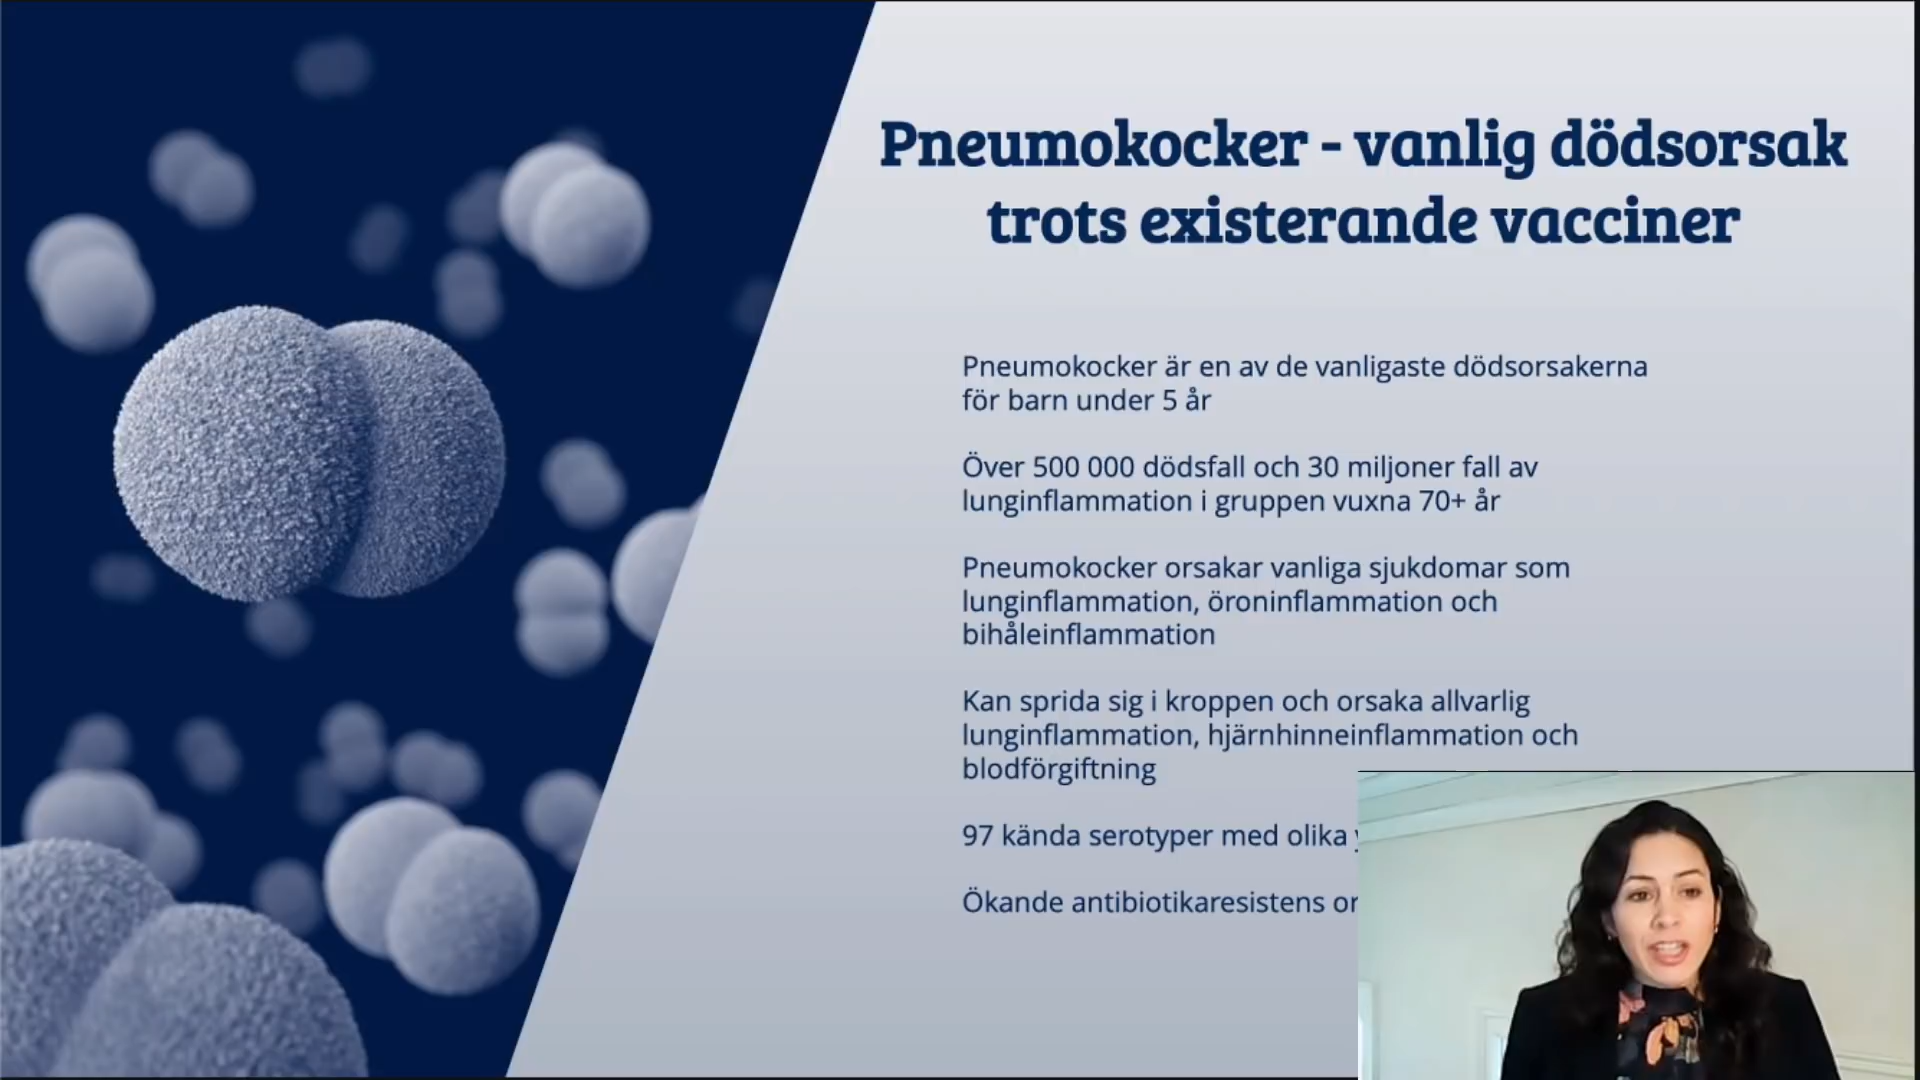 Pneumokocker - vanlig dödsorsak
trots existerande vacciner
Pneumokocker är en av de vanligaste dödsorsakerna
för barn under 5 år
Över 500 000 dödsfall och 30 miljoner fall av
lunginflammation i gruppen vuxna 70+ år
Pneumokocker orsakar vanliga sjukdomar som
lunginflammation, öroninflammation och
bihåleinflammation
Kan sprida sig i kroppen och orsaka allvarlig
lunginflammation, hjärnhinneinflammation och
blodförgiftning
97 kända serotyper med olika
Ökande antibiotikaresistens